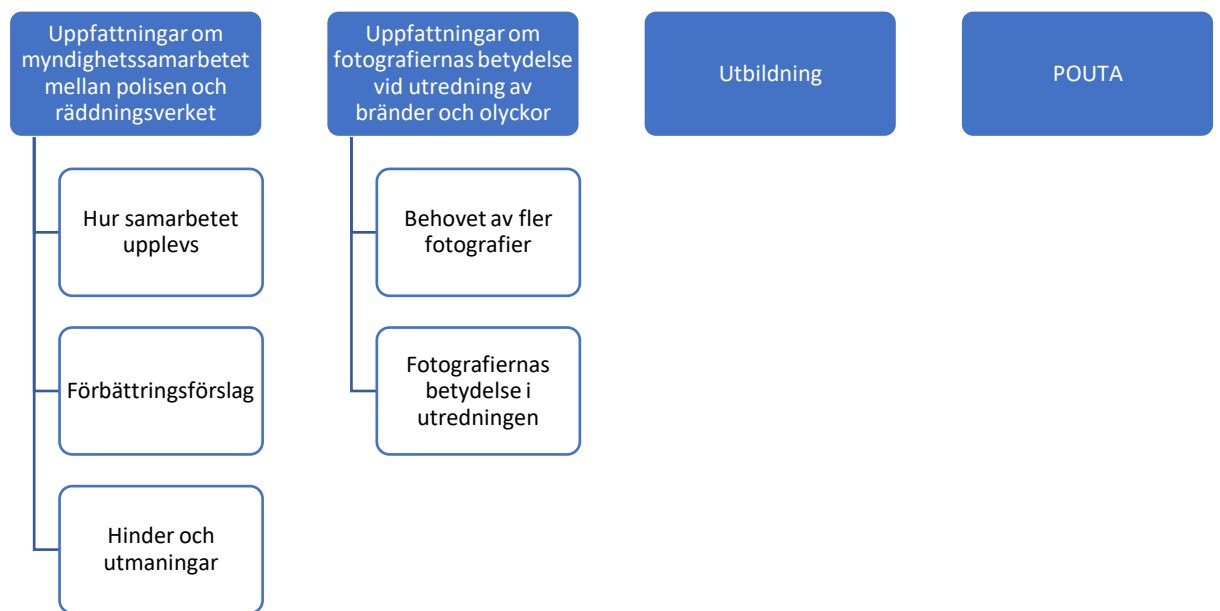 Uppfattningar om
myndighetssamarbetet
mellan polisen och
räddningsverket
Hur samarbetet
upplevs
Förbättringsförslag
Hinder och
utmaningar
Uppfattningar om
fotografiernas betydelse
vid utredning av
bränder och olyckor
Behovet av fler
fotografier
Fotografiernas
betydelse i
utredningen
Utbildning
POUTA